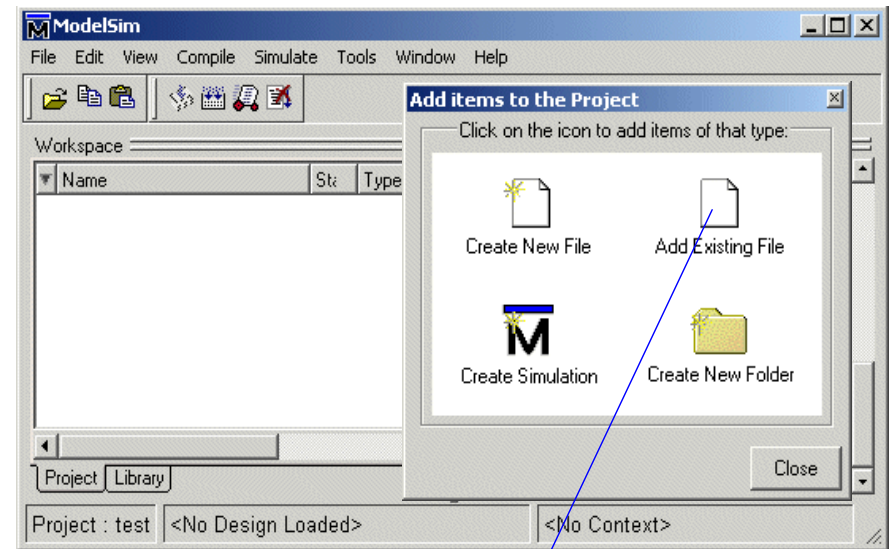 ModelSim
File Edit View Compile Simulate Tools Window Help
Add items to the Project
Click on the icon to add items of that type:
Workspace
Name Sta Type
Create New File Add Existing File
Create Simulation Create New Folder
Close
Project Library
Project : test <No Design Loaded> <No Context>